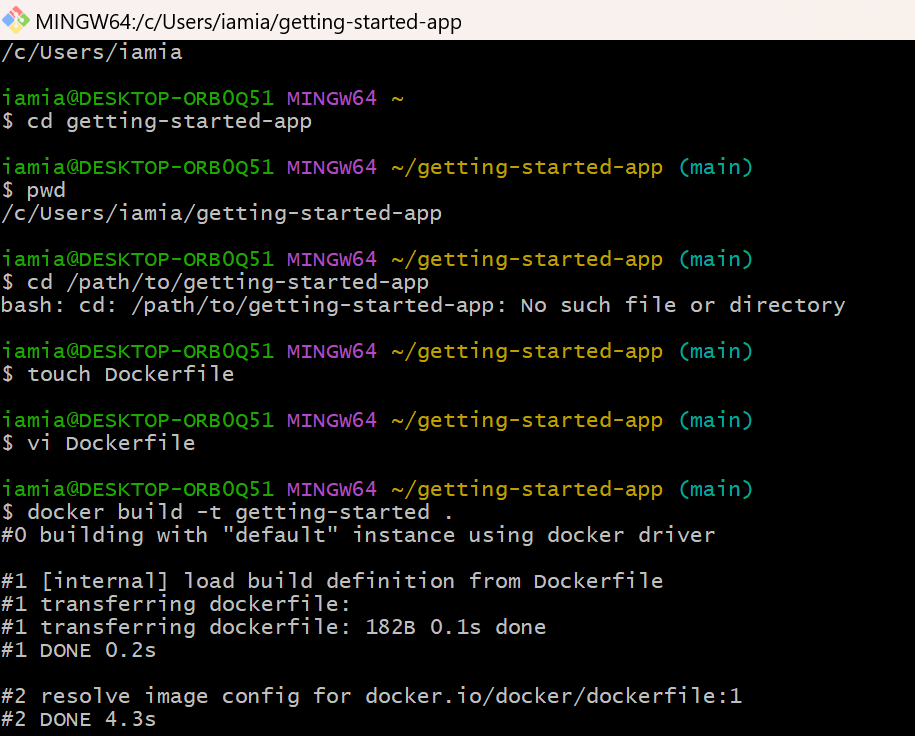 MINGW64:/c/Users/iamia/getting-started-app
/c/Users/iamia
iamia@DESKTOP-ORB0Q51 MINGW64 ~
$ cd getting-started-app
iamia@DESKTOP-ORB0Q51 MINGW64 ~/getting-started-app (main)
$ pwd
/c/Users/iamia/getting-started-app
iamia@DESKTOP-ORB0Q51 MINGW64 ~/getting-started-app (main)
$ cd /path/to/getting-started-app
bash: cd: /path/to/getting-started-app: No such file or directory
iamia@DESKTOP-ORB0Q51 MINGW64 ~/getting-started-app (main)
$ touch Dockerfile
iamia@DESKTOP-ORB0Q51 MINGW64 ~/getting-started-app (main)
$ vi Dockerfile
iamia@DESKTOP-ORB0Q51 MINGW64 ~/getting-started-app (main)
$ docker build -t getting-started .
#0 building with "default" instance using docker driver
#1 [internal] load build definition from Dockerfile
#1 transferring dockerfile:
#1 transferring dockerfile: 182B 0.1s done
#1 DONE 0.2s
#2 resolve image config for docker.io/docker/dockerfile:1
#2 DONE 4.3s